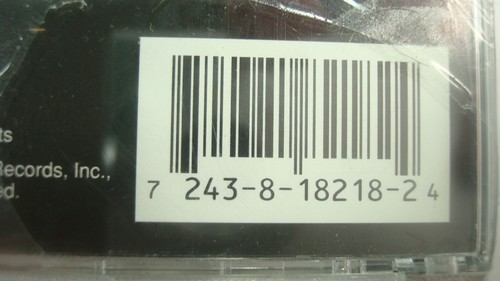 ts
Records, Inc.,
ed.
7 243-8-18218-2 4